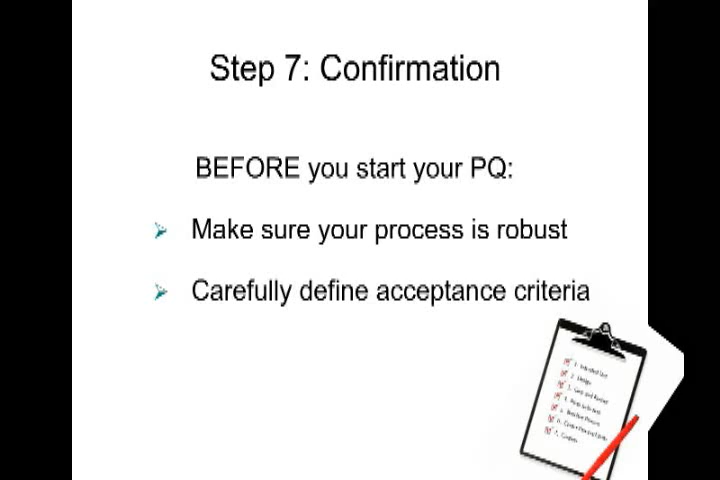 Step 7: Confirmation
BEFORE you start your PQ:
Make sure your process is robust
Carefully define acceptance criteria